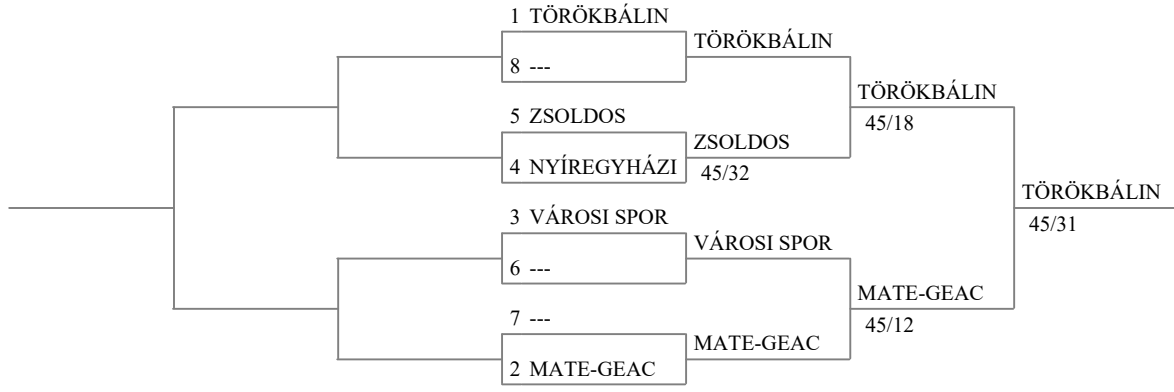 1 TÖRÖKBÁLIN
TÖRÖKBÁLIN
8 ---
TÖRÖKBÁLIN
45/18
5 ZSOLDOS
ZSOLDOS
45/32
4 NYÍREGYHÁZI
TÖRÖKBÁLIN
45/31
3 VÁROSI SPOR
VÁROSI SPOR
6 ---
MATE-GEAC
45/12
7 ---
MATE-GEAC
2 MATE-GEAC